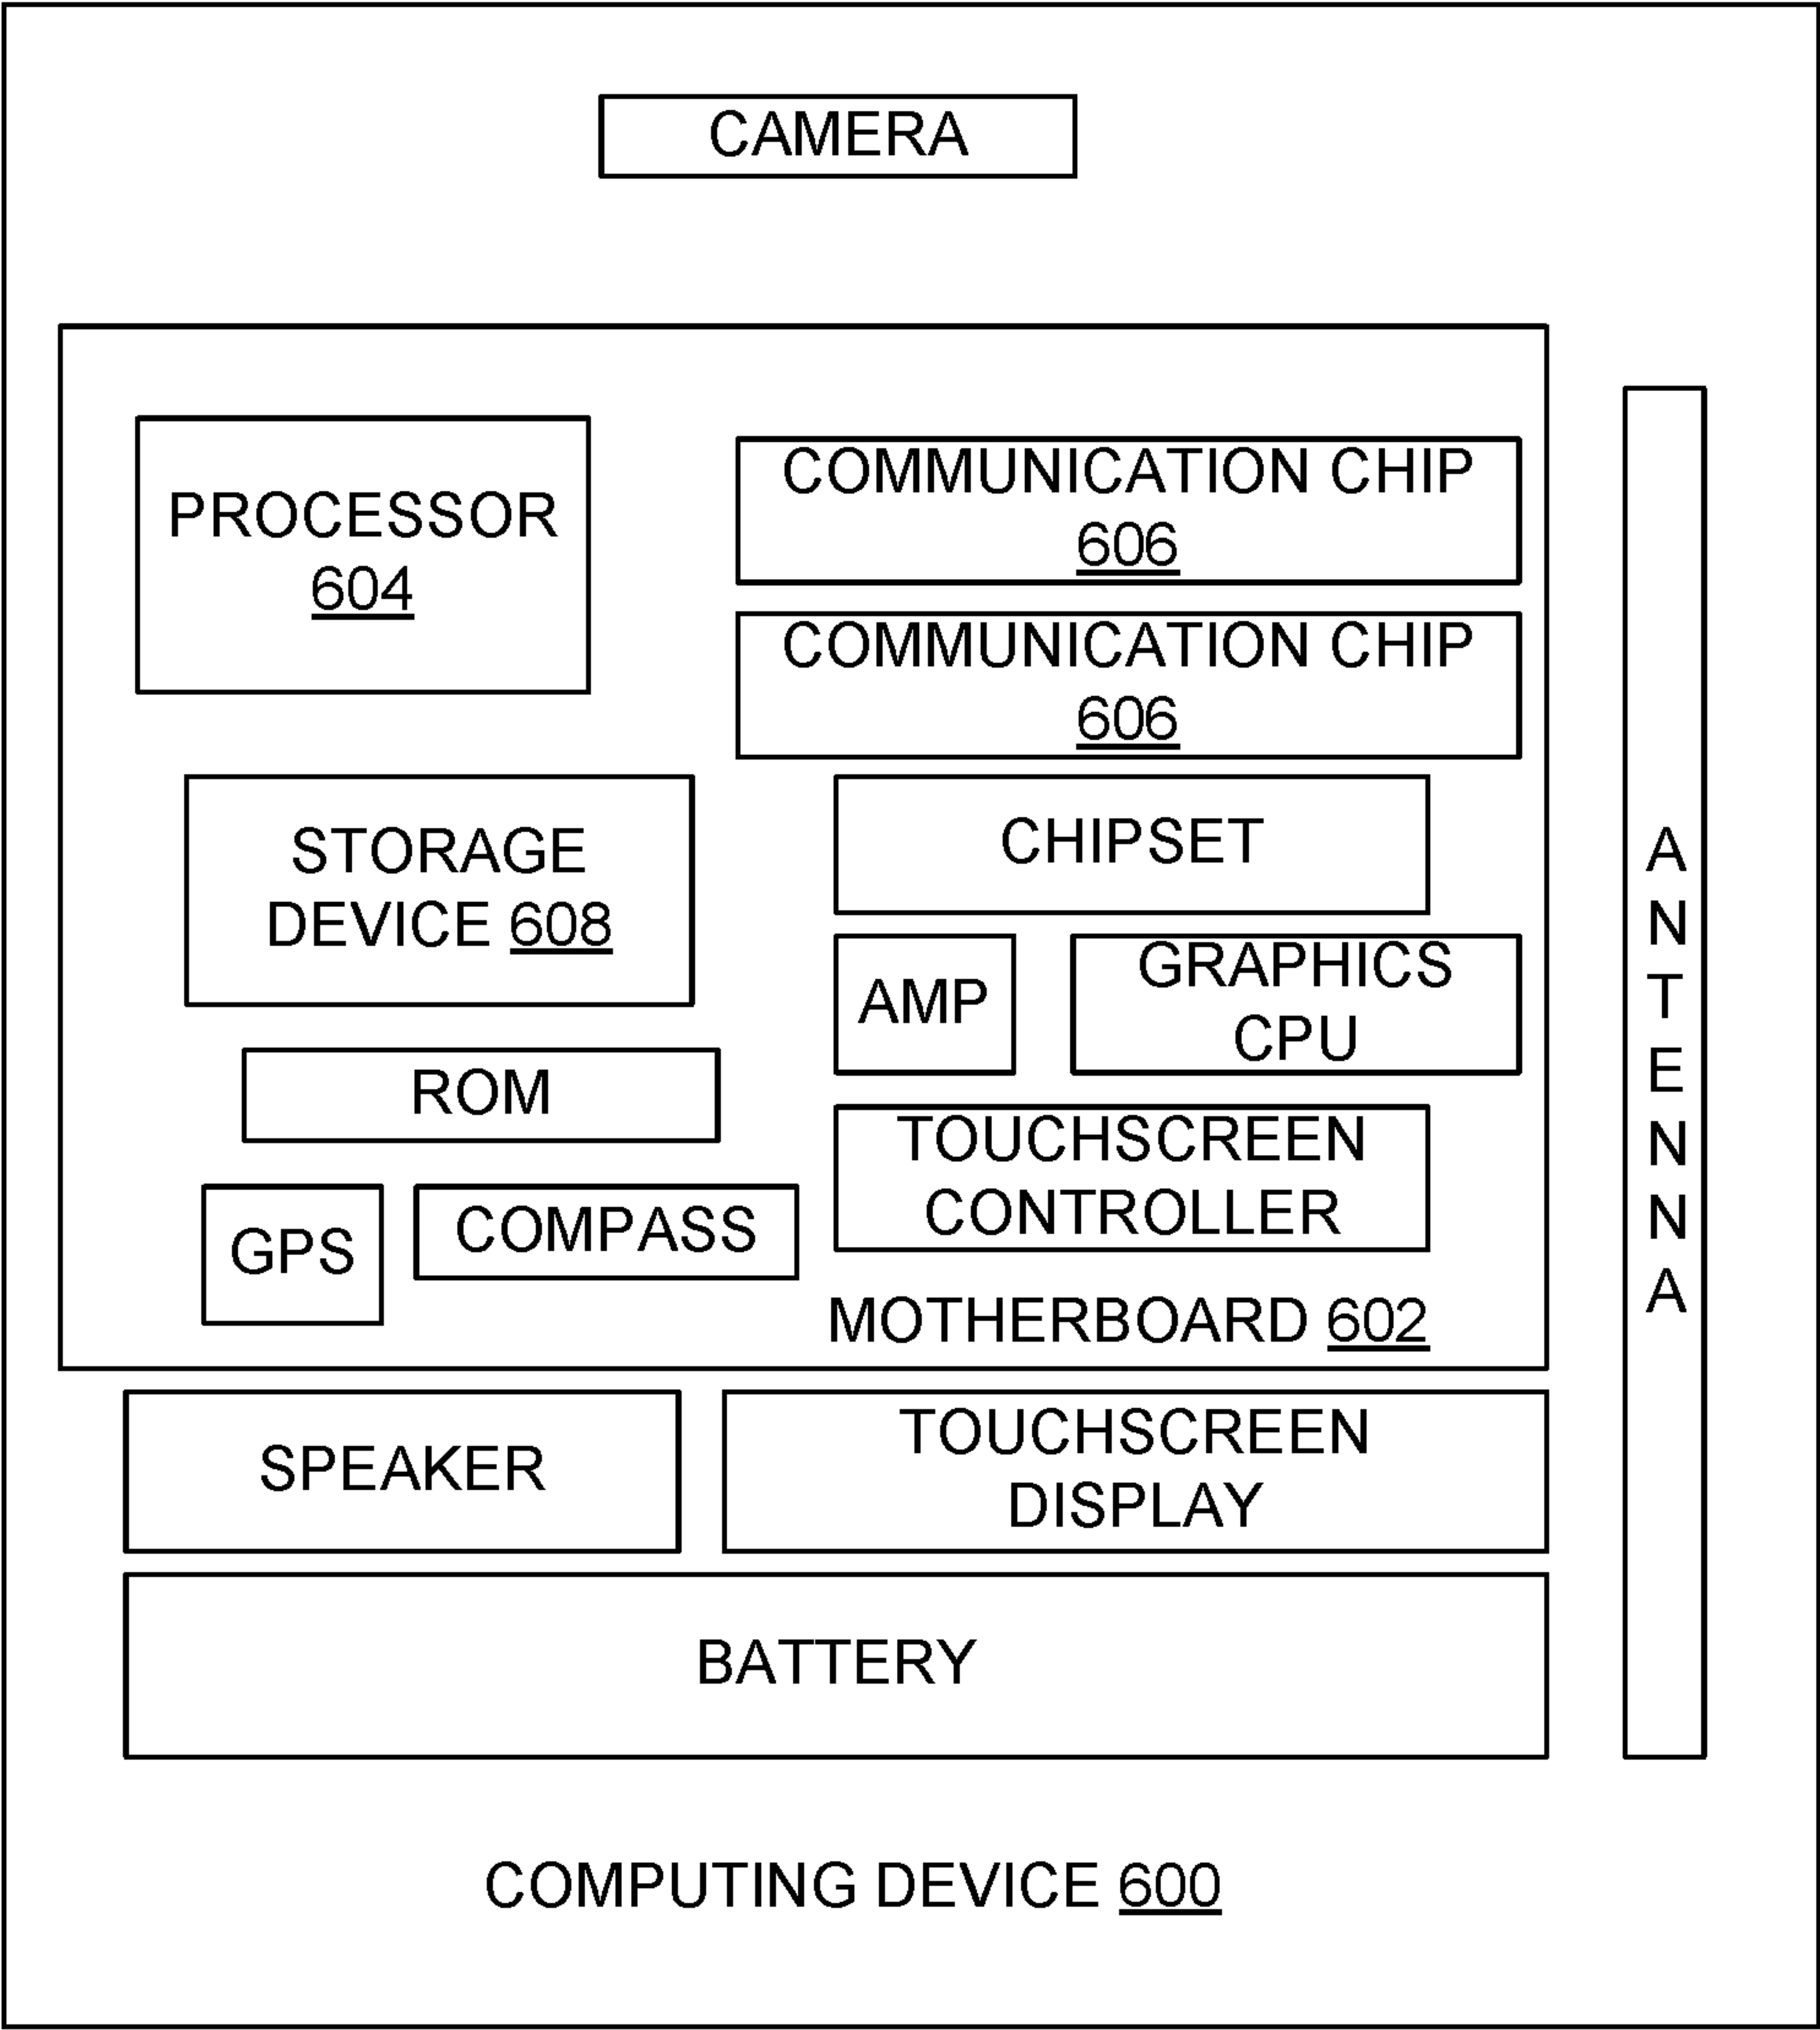 CAMERA
PROCESSOR
604
COMMUNICATION CHIP
606
COMMUNICATION CHIP
606
STORAGE
DEVICE 608
CHIPSET
AMP
GRAPHICS
CPU
ROM
TOUCHSCREEN
CONTROLLER
GPS
COMPASS
MOTHERBOARD 602
ANTENNA
SPEAKER
TOUCHSCREEN
DISPLAY
BATTERY
COMPUTING DEVICE 600